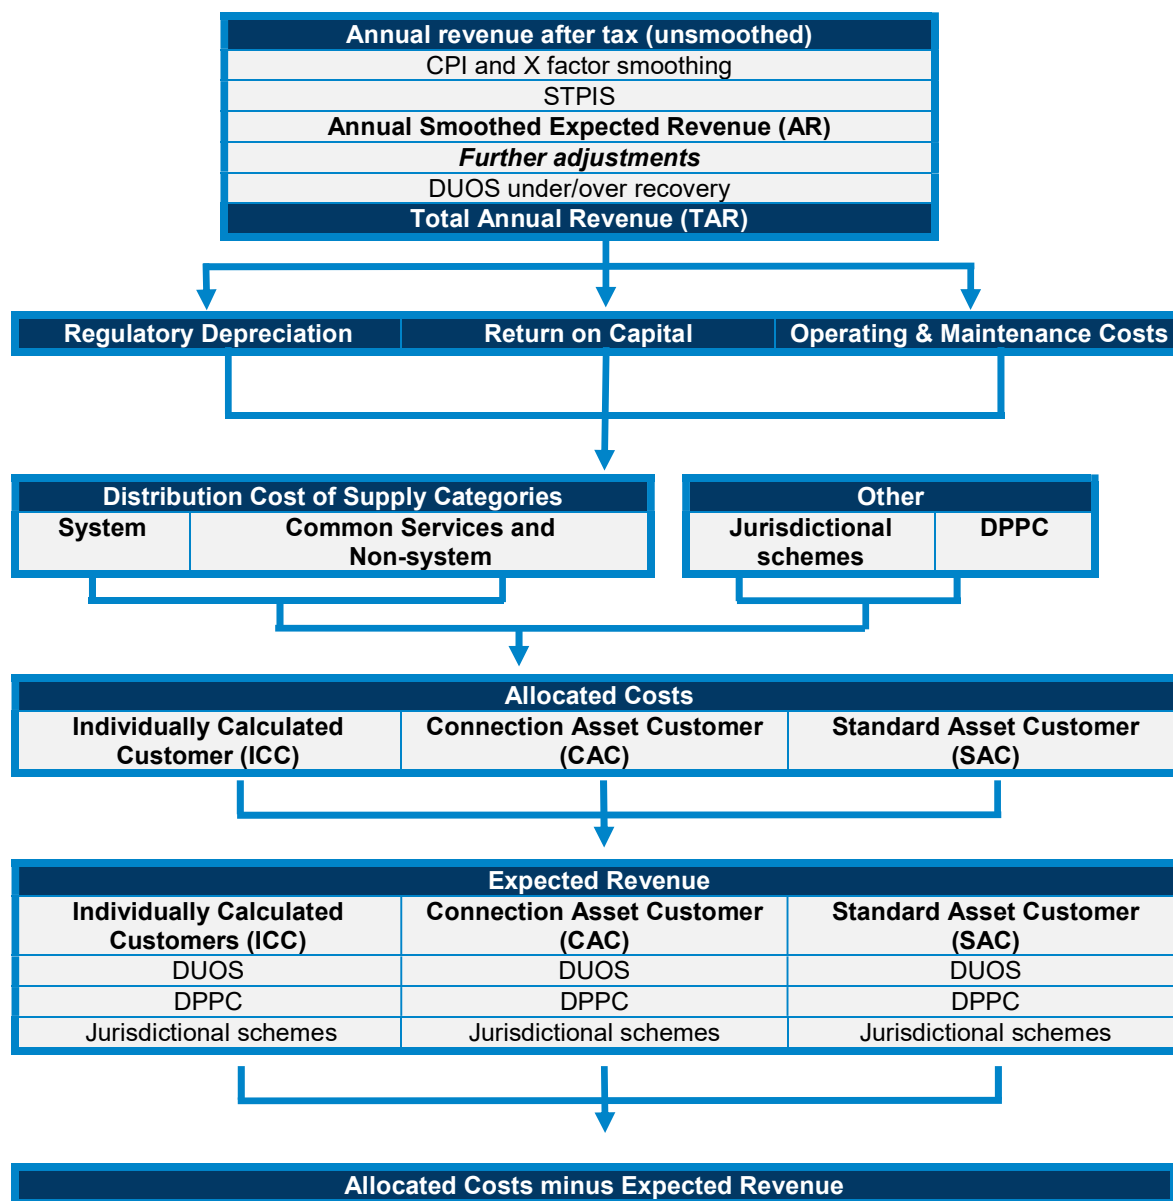 Annual revenue after tax (unsmoothed)
CPI and X factor smoothing
STPIS
Annual Smoothed Expected Revenue (AR)
Further adjustments
DUOS under/over recovery
Total Annual Revenue (TAR)
Regulatory Depreciation
Return on Capital
Operating & Maintenance Costs
Distribution Cost of Supply Categories
System
Common Services and
Non-system
Other
Jurisdictional
schemes
DPPC
Allocated Costs
Individually Calculated
Customer (ICC)
Connection Asset Customer
(CAC)
Standard Asset Customer
(SAC)
Expected Revenue
Individually Calculated
Customers (ICC)
Connection Asset Customer
(CAC)
Standard Asset Customer
(SAC)
DUOS
DUOS
DUOS
DPPC
DPPC
DPPC
Jurisdictional schemes
Jurisdictional schemes
Jurisdictional schemes
Allocated Costs minus Expected Revenue